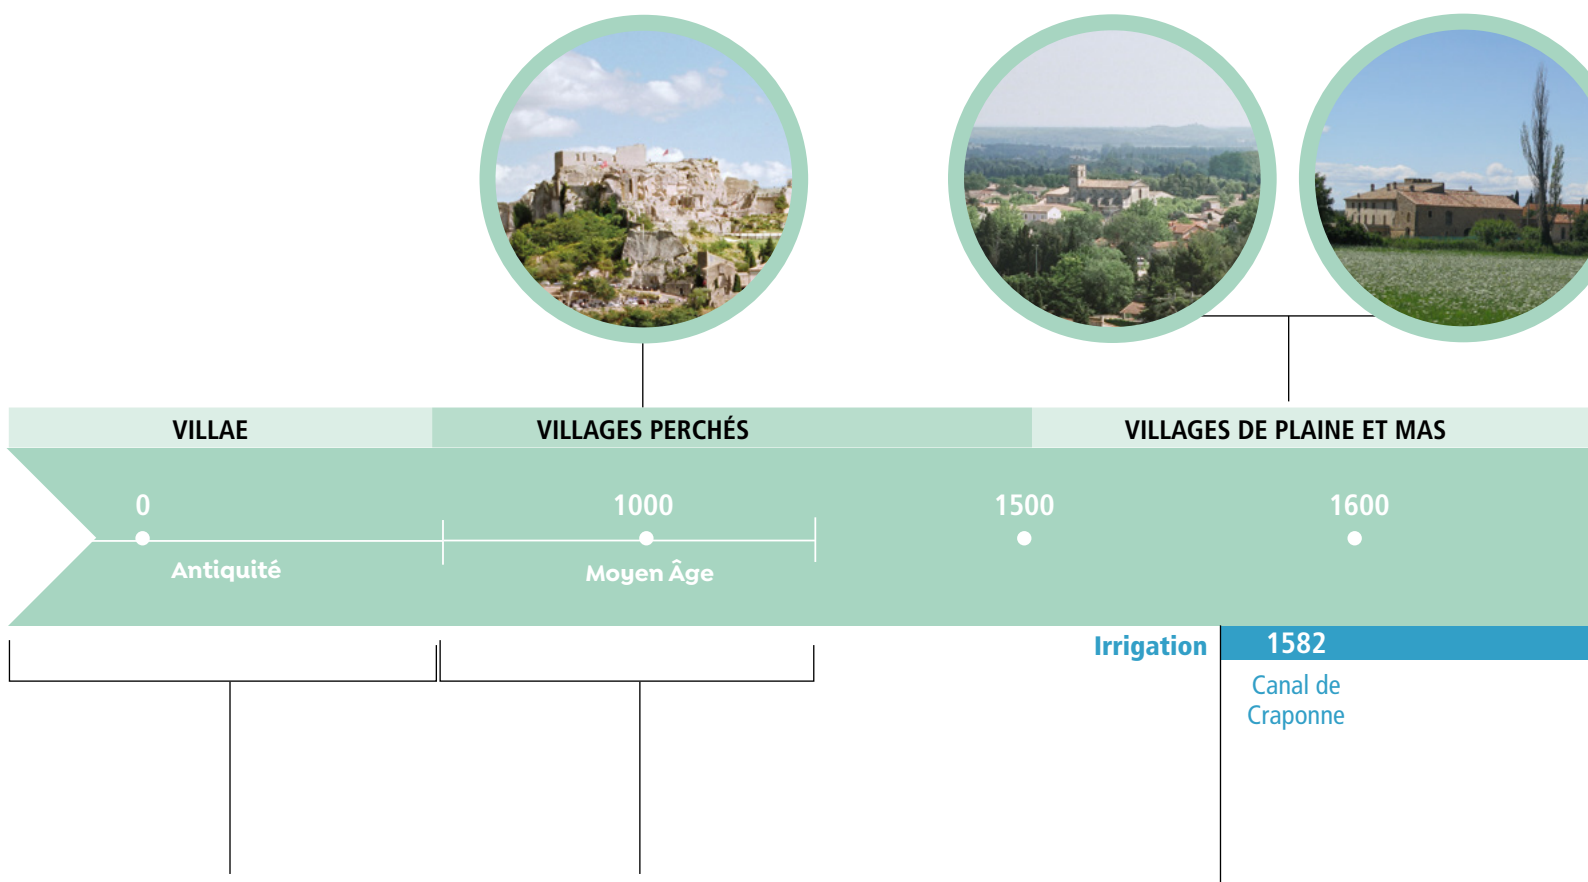 VILLAE
VILLAGES PERCHÉS
VILLAGES DE PLAINE ET MAS
0
1000
1500
1600
Antiquité
Moyen Âge
Irrigation
1582
Canal de
Craponne